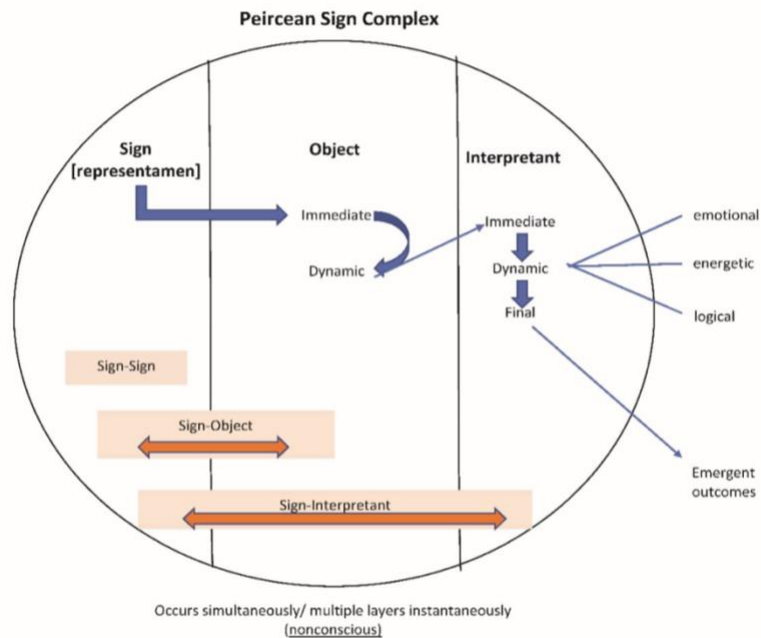 Peircean Sign Complex
Sign
[representamen]
Object
Interpretant
Immediate
Dynamic
Immediate
Dynamic
Final
emotional
energetic
logical
Sign-Sign
Sign-Object
Sign-Interpretant
Emergent
outcomes
Occurs simultaneously/ multiple layers instantaneously
(nonconscious)